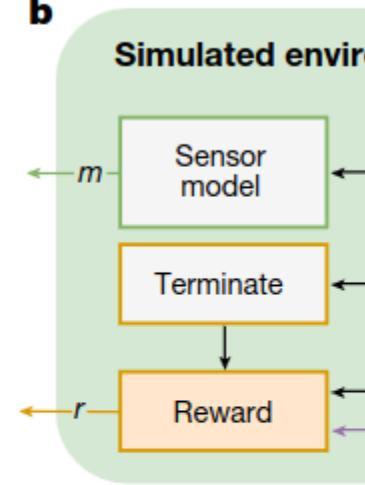 b
Simulated envir
Sensor
model
m
Terminate
Reward
r